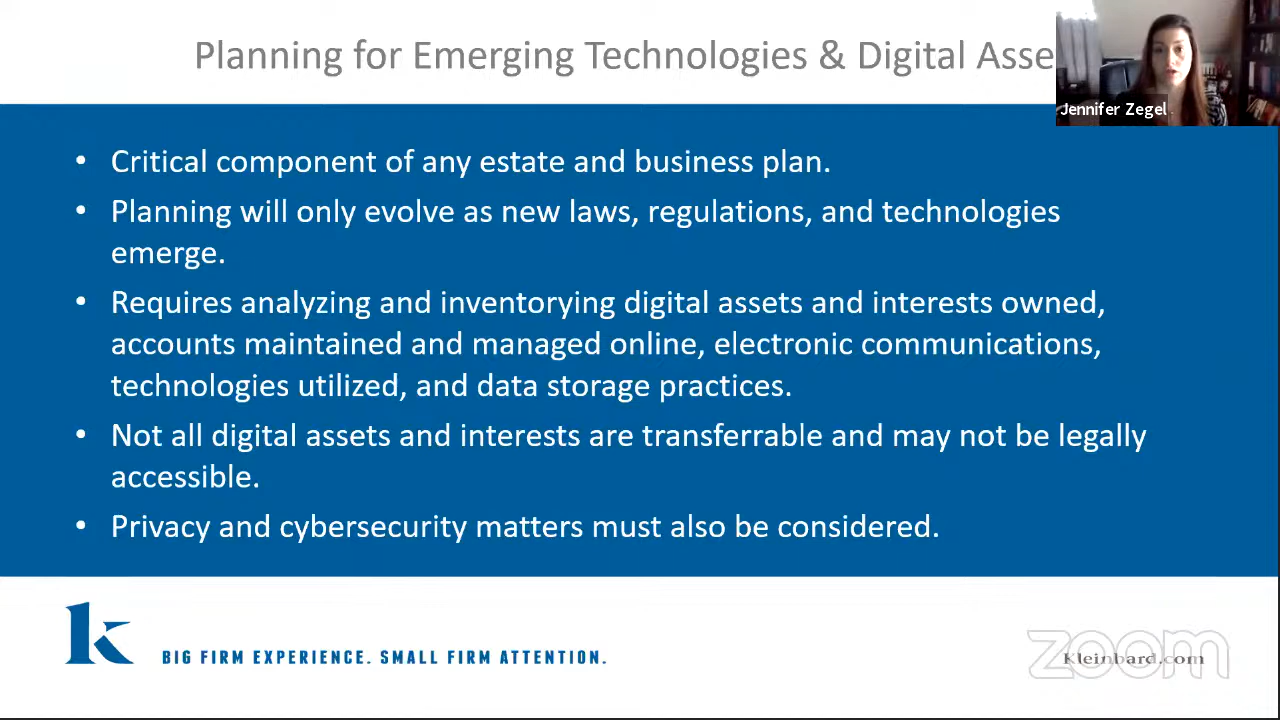 Planning for Emerging Technologies & Digital Asse
Jennifer Zegel
• Critical component of any estate and business plan.
• Planning will only evolve as new laws, regulations, and technologies
emerge.
• Requires analyzing and inventorying digital assets and interests owned,
accounts maintained and managed online, electronic communications,
technologies utilized, and data storage practices.
• Not all digital assets and interests are transferrable and may not be legally
accessible.
• Privacy and cybersecurity matters must also be considered.
k
BIG FIRM EXPERIENCE. SMALL FIRM ATTENTION.
zoom
Kleinbard.com